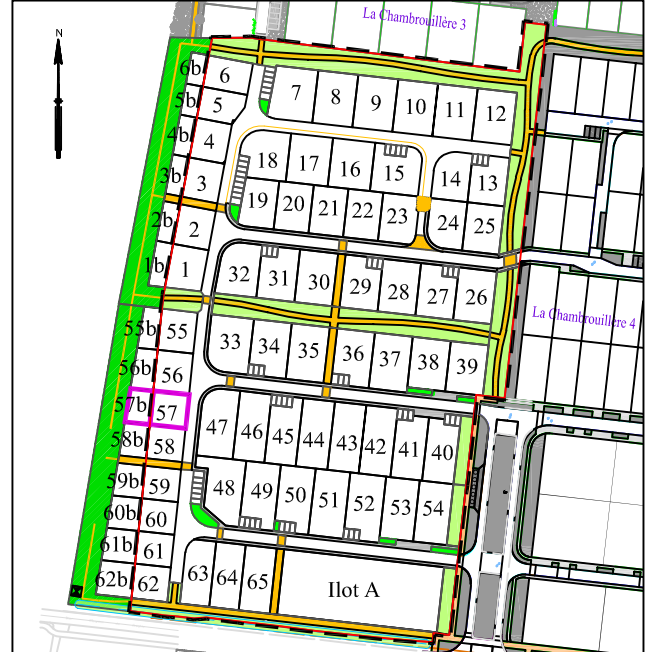 La Chambrouillère 3
N
6b 6
5b 5
4b 4
3b 3
2b 2
1b 1
7 8 9 10 11 12
18 17 16 15 14 13
19 20 21 22 23 24 25
32 31 30 29 28 27 26
La Chambrouillère 4
33 34 35 36 37 38 39
55b 55
56b 56
57b 57
58b 58
59b 59
60b 60
61b 61
62b 62
47 46 45 44 43 42 41 40
48 49 50 51 52 53 54
63 64 65 Ilot A